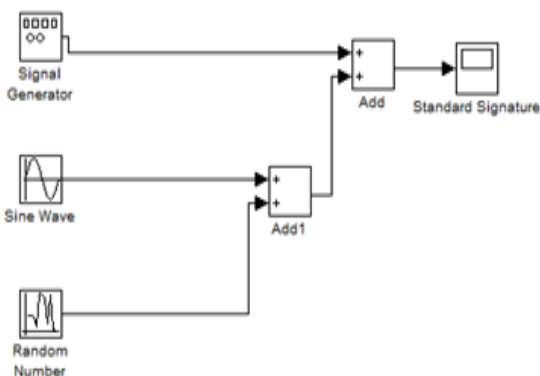 Signal
Generator
+
+
Add
Standard Signature
Sine Wave
+
+
Add1
Random
Number